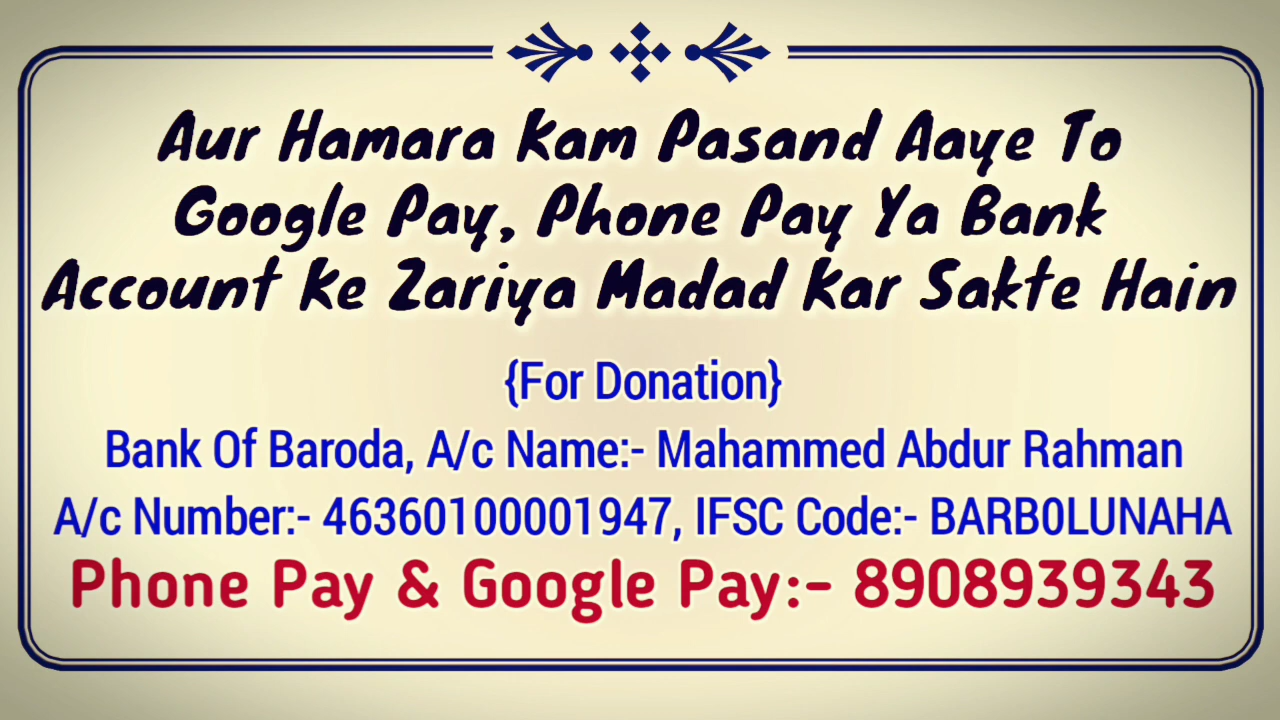 Aur Hamara Kam Pasand Aaye To
Google Pay, Phone Pay Ya Bank
Account Ke Zariya Madad Kar Sakte Hain
{For Donation}
Bank Of Baroda, A/c Name:- Mahammed Abdur Rahman
A/c Number:- 46360100001947, IFSC Code:- BARB0LUNAHA
Phone Pay & Google Pay:- 8908939343